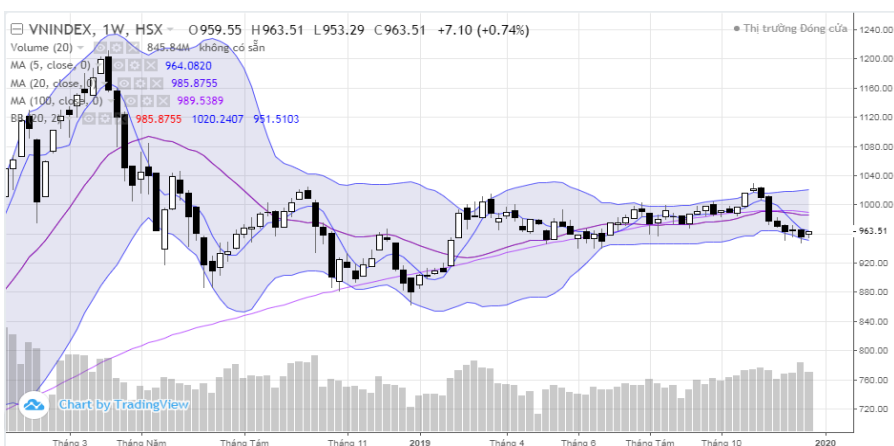 VNINDEX, 1W, HSX O959.55 H963.51 L953.29 C963.51 +7.10 (+0.74%)
Thị trường Đóng cửa
Volume (20) 845.84M không có sẵn
MA (5, close, 0) 964.0820
MA (20, close, 0) 985.8755
MA (100, close, 0) 989.5389
BB (20, 2) 985.8755 1020.2407 951.5103
1240.00
1200.00
1160.00
1120.00
1080.00
1040.00
1000.00
963.51
920.00
880.00
840.00
800.00
760.00
720.00
Chart by TradingView
Tháng 3 Tháng Năm Tháng Tám Tháng 11 2019 Tháng 4 Tháng 6 Tháng Tám Tháng 10 2020